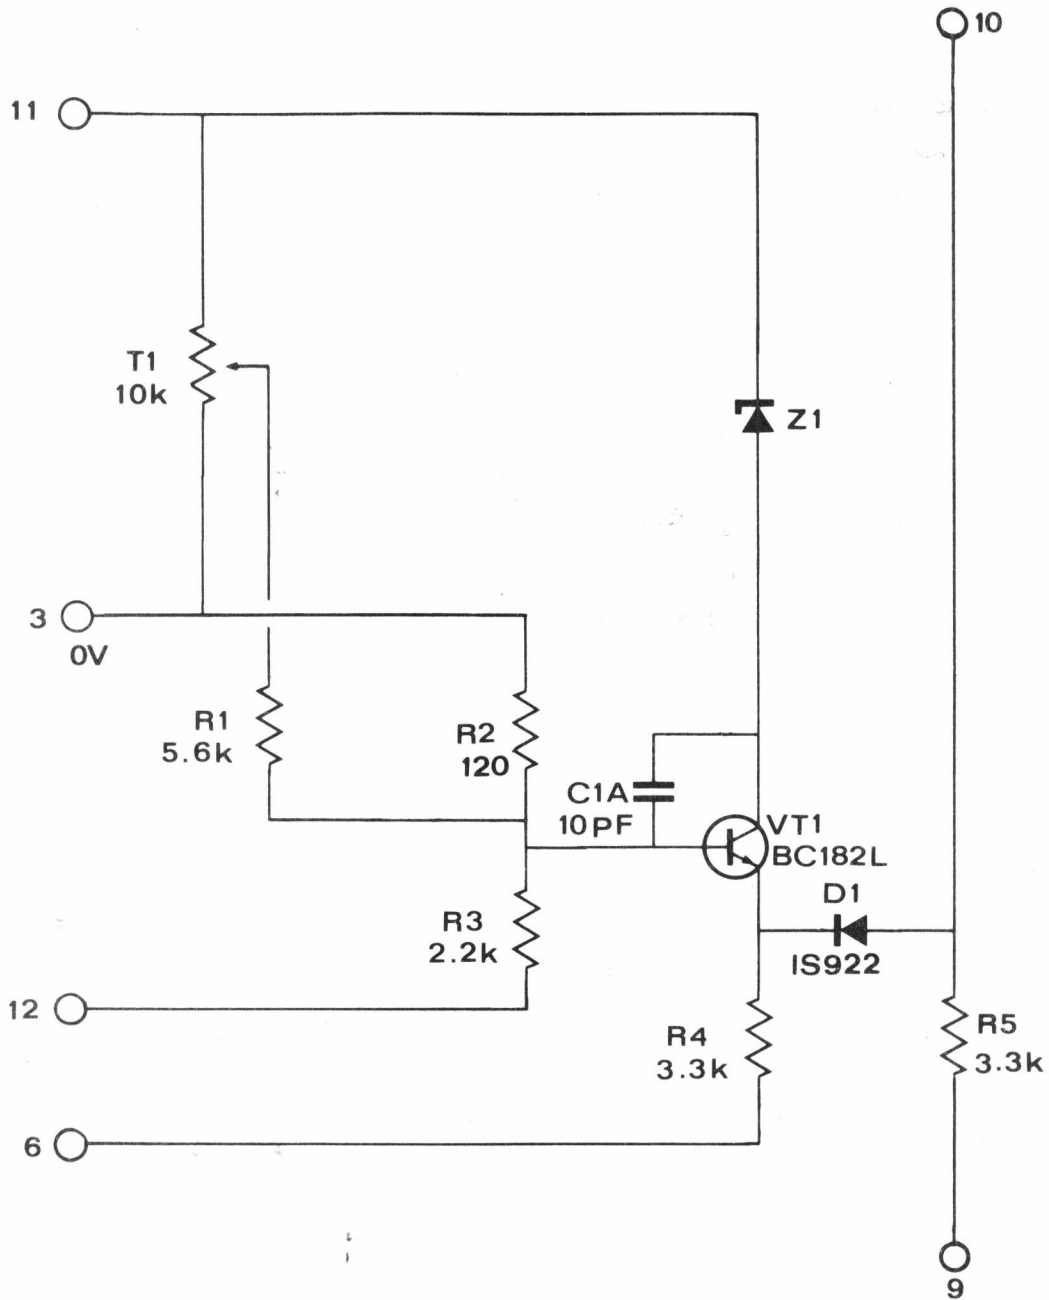 10
11
T1
10k
Z1
3
0V
R1
5.6k
R2
120
C1A
10PF
VT1
BC182L
D1
IS922
R3
2.2k
12
R4
3.3k
R5
3.3k
6
9